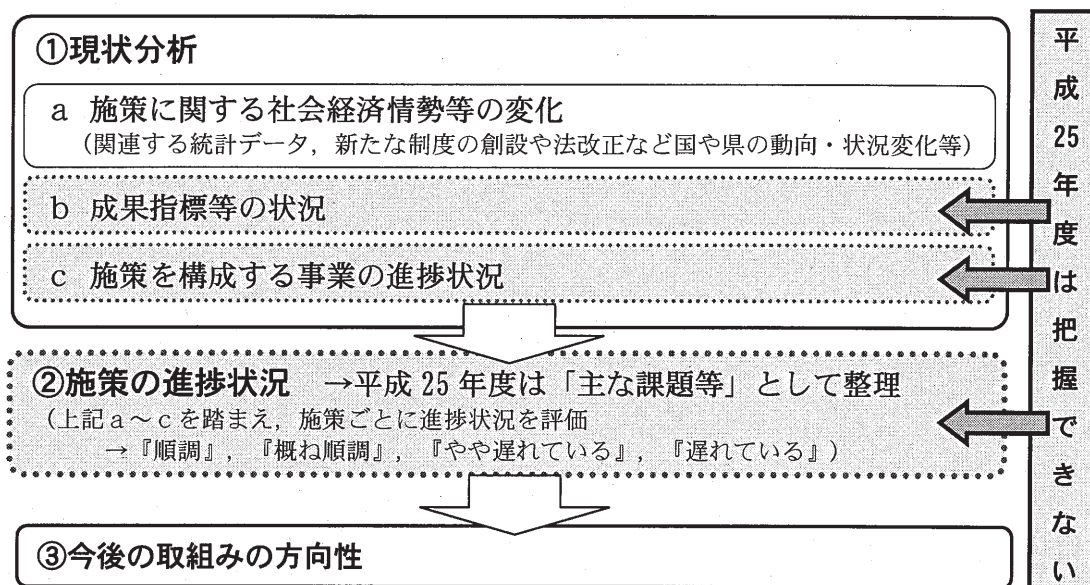 ①現状分析
a 施策に関する社会経済情勢等の変化
(関連する統計データ,新たな制度の創設や法改正など国や県の動向・状況変化等)
b 成果指標等の状況
c 施策を構成する事業の進捗状況
②施策の進捗状況 →平成 25 年度は「主な課題等」として整理
(上記a~cを踏まえ,施策ごとに進捗状況を評価
→『順調』,『概ね順調』,『やや遅れている』,『遅れている』)
③今後の取組みの方向性
平成25年度は把握できない